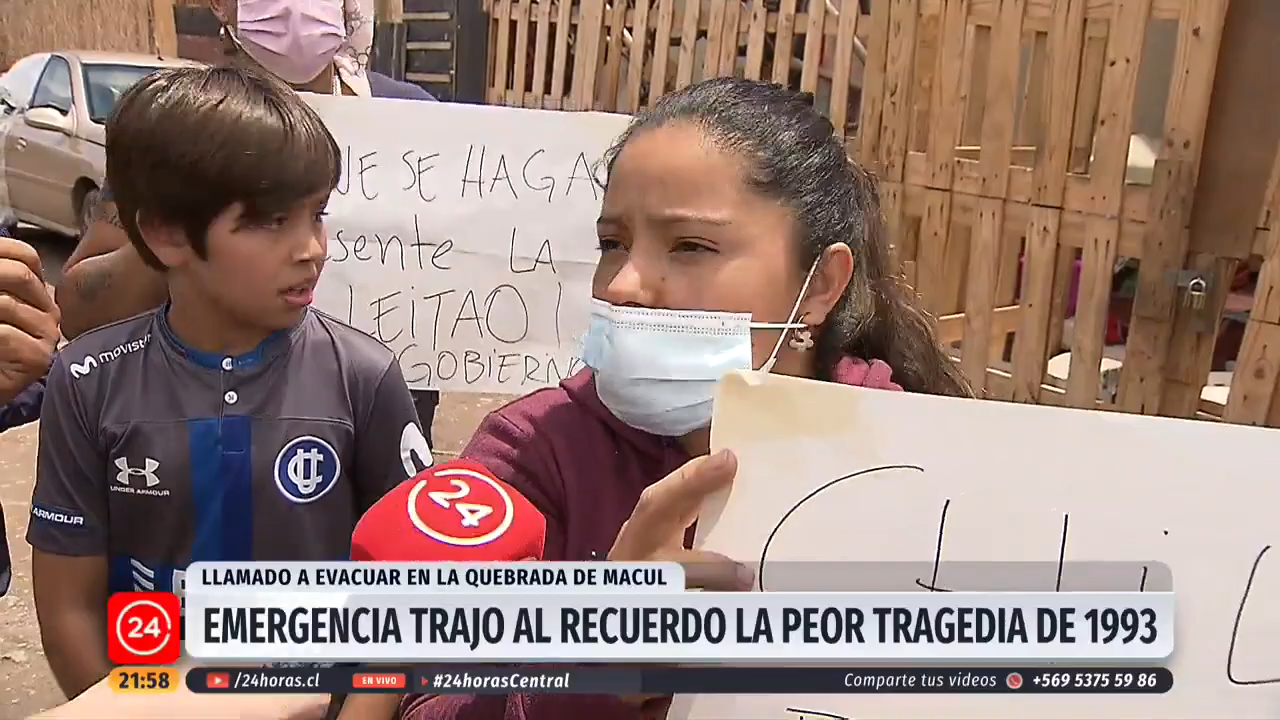 UE SE HAGA
sente LA
LEITAO
GOBIERN
movistar
UNDER ARMOUR
ARMOUR
24
CHIL
LLAMADO A EVACUAR EN LA QUEBRADA DE MACUL
24
EMERGENCIA TRAJO AL RECUERDO LA PEOR TRAGEDIA DE 1993
21:58
/24horas.cl
EN VIVO
#24horasCentral
Comparte tus videos
+569 5375 59 86